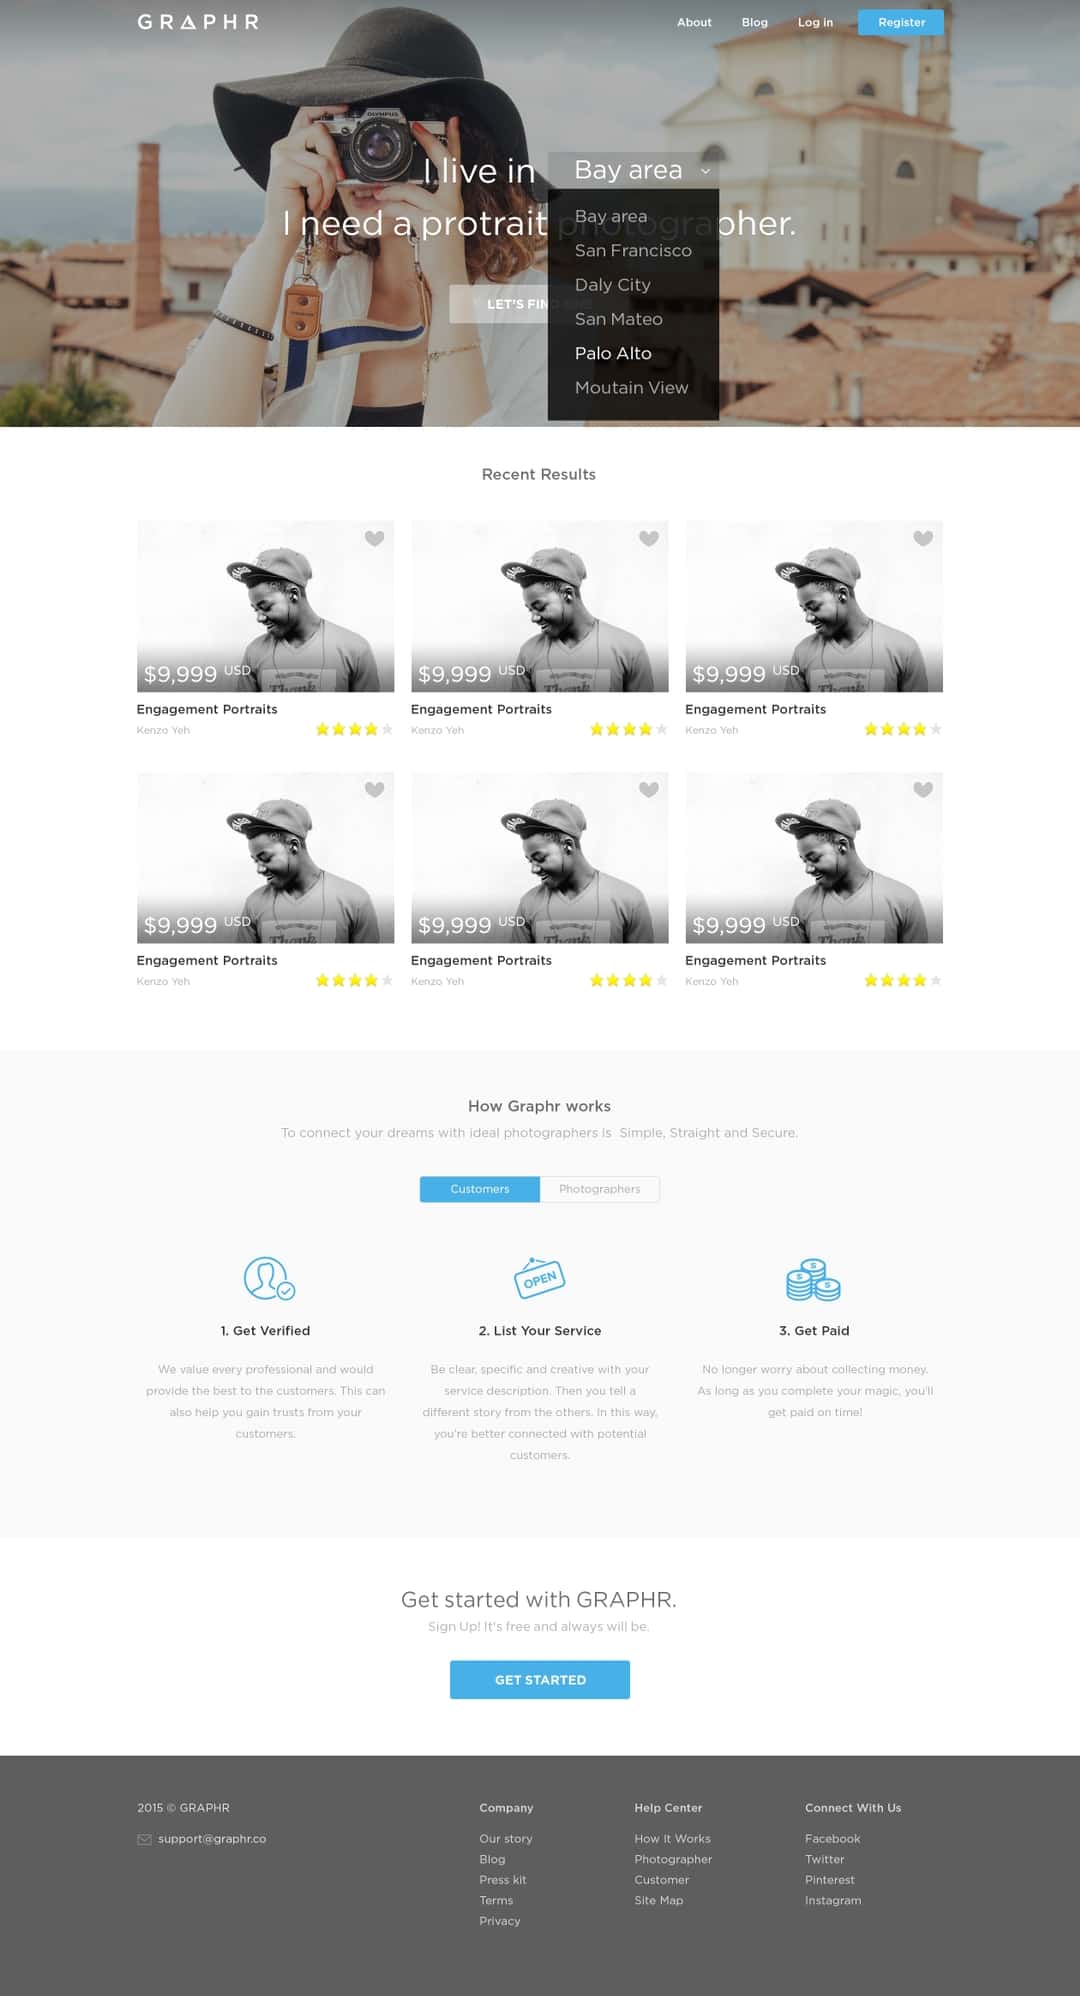 GRAPHR
About Blog Log in Register
OLYMPUS
I live in Bay area
I need a protrait photographer.
LET'S FIND
Bay area
San Francisco
Daly City
San Mateo
Palo Alto
Moutain View
Recent Results
$9,999 USD $9,999 USD $9,999 USD
Engagement Portraits Engagement Portraits Engagement Portraits
Kenzo Yeh Kenzo Yeh Kenzo Yeh
$9,999 USD $9,999 USD $9,999 USD
Engagement Portraits Engagement Portraits Engagement Portraits
Kenzo Yeh Kenzo Yeh Kenzo Yeh
How Graphr works
To connect your dreams with ideal photographers is Simple, Straight and Secure.
Customers Photographers
OPEN
1. Get Verified
We value every professional and would
provide the best to the customers. This can
also help you gain trusts from your
customers.
2. List Your Service
Be clear, specific and creative with your
service description. Then you tell a
different story from the others. In this way,
you're better connected with potential
customers.
3. Get Paid
No longer worry about collecting money.
As long as you complete your magic, you'll
get paid on time!
Get started with GRAPHR.
Sign Up! It's free and always will be.
GET STARTED
2015 © GRAPHR
support@graphr.co
Company
Our story
Blog
Press kit
Terms
Privacy
Help Center
How It Works
Photographer
Customer
Site Map
Connect With Us
Facebook
Twitter
Pinterest
Instagram